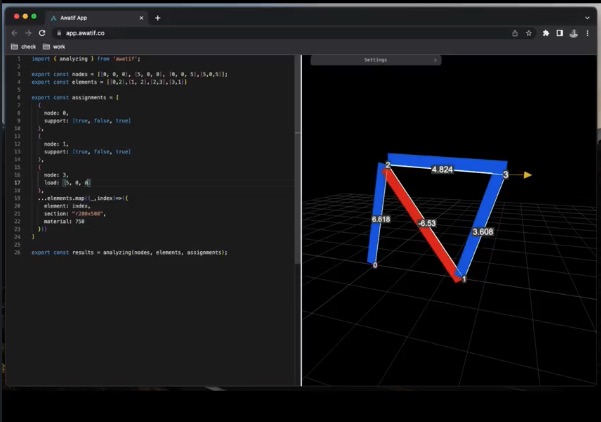 Awatif App
app.awatif.co
check
work
1 import { analyzing } from 'awatif';
2
3 export const nodes = [[0, 0, 0], [5, 0, 0], [0, 0, 5],[5,0,5]];
4 export const elements = [[0,2],[1, 2],[2,3],[3,1]]
5
6 export const assignments = [
7 {
8 node: 0,
9 support: [true, false, true]
10 },
11 {
12 node: 1,
13 support: [true, false, true]
14 },
15 {
16 node: 3,
17 load: [5, 0, 0]
18 },
19 ...elements.map((_,index)=>({
20 element: index,
21
22 material: 750
23 }))
24 ]
25
26 export const results = analyzing(nodes, elements, assignments);
Settings
2
4.824
3
6.618
-6.53
3.608
0
1